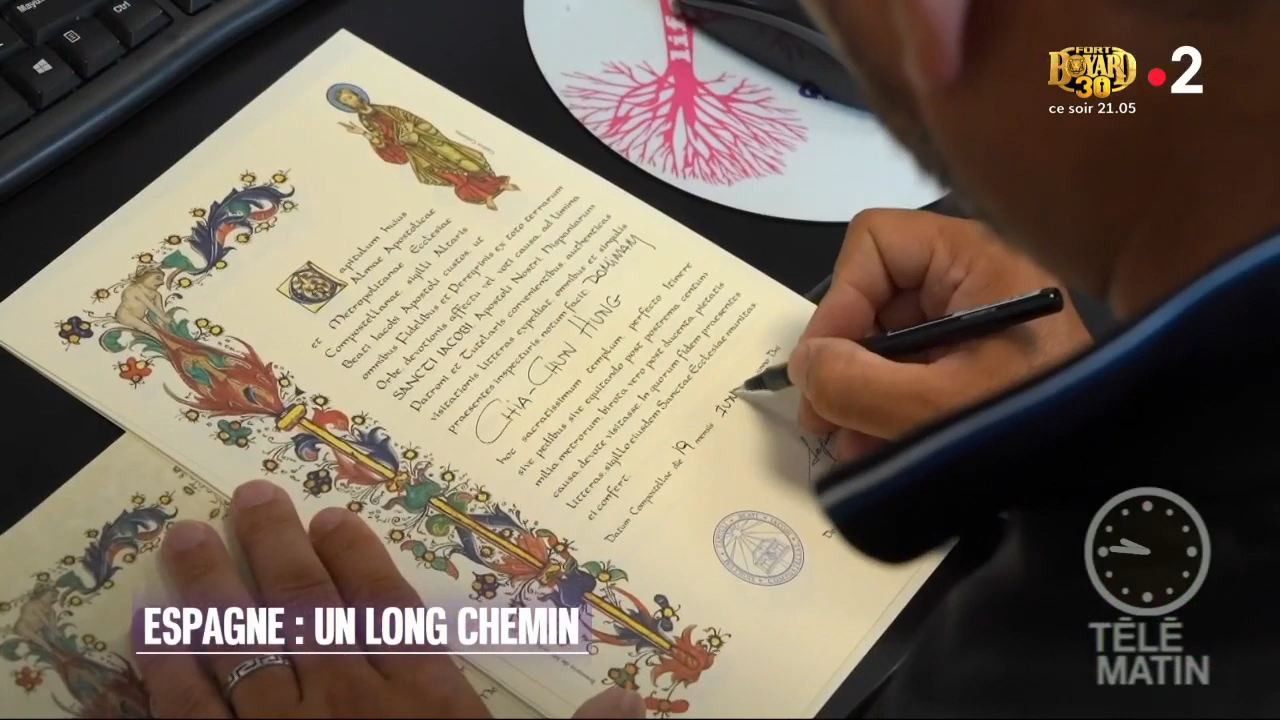 Ctrl
FORT
BOYARD
30
ce soir 21.05
2
apitulum huius
Almae Apostolicae
et Metropolitanae Ecclesiae
Compostellanae sigilli Altaris
Beati Iacobi Apostoli custos ut
omnibus Fidelibus et Peregrinis ex toto terrarum
Orbe, devotionis affectu vel voti causa ad limina
SANCTI IACOBI Apostoli Nostri Hispaniarum
Patroni et Tutelaris convenientibus authenticas
visitationis litteras expediat omnibus et singulis
praesentes inspecturis, notum facit Dominam
CHIA-CHUN HUNG
hoc sacratissimum templum perfecto Itinere
sive pedibus sive equitando post postrema centum
milia metrorum, birota vero post ducenta pietatis
causa devote visitasse. In quorum fidem praesentes
litteras, sigillo eiusdem Sanctae Ecclesiae munitas,
ei confert
Datum Compostellae die 19 mensis IUN
ESPAGNE : UN LONG CHEMIN
TÉLÉ
MATIN